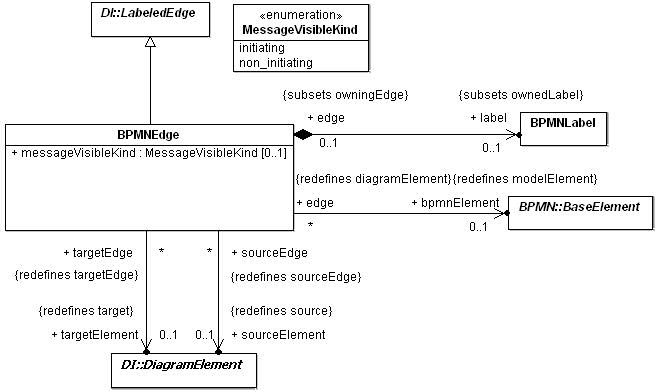 DI::LabeledEdge
«enumeration»
MessageVisibleKind
initiating
non_initiating
{subsets owningEdge} {subsets ownedLabel}
BPMNEdge
+ edge + label BPMNLabel
+ messageVisibleKind : MessageVisibleKind [0..1]
0..1 0..1
{redefines diagramElement}{redefines modelElement}
+ edge + bpmnElement BPMN::BaseElement
* 0..1
+ targetEdge * * + sourceEdge
{redefines targetEdge} {redefines sourceEdge}
{redefines target} {redefines source}
+ targetElement 0..1 0..1 + sourceElement
DI::DiagramElement